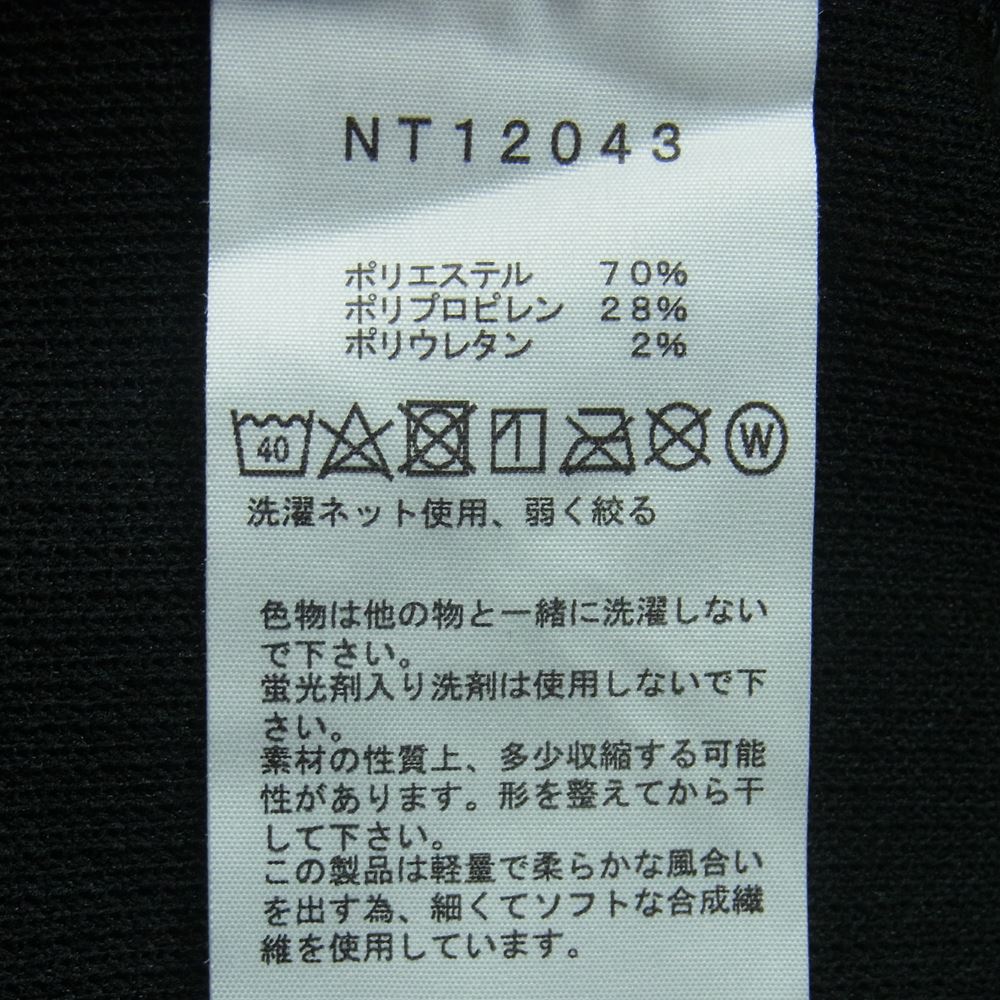 NT12043
ポリエステル 70%
ポリプロピレン 28%
ポリウレタン 2%
40 W
洗濯ネット使用、弱く絞る
色物は他の物と一緒に洗濯しない
で下さい。
蛍光剤入り洗剤は使用しないで下
さい。
素材の性質上、多少収縮する可能
性があります。形を整えてから干
して下さい。
この製品は軽量で柔らかな風合い
を出す為、細くてソフトな合成繊
維を使用しています。